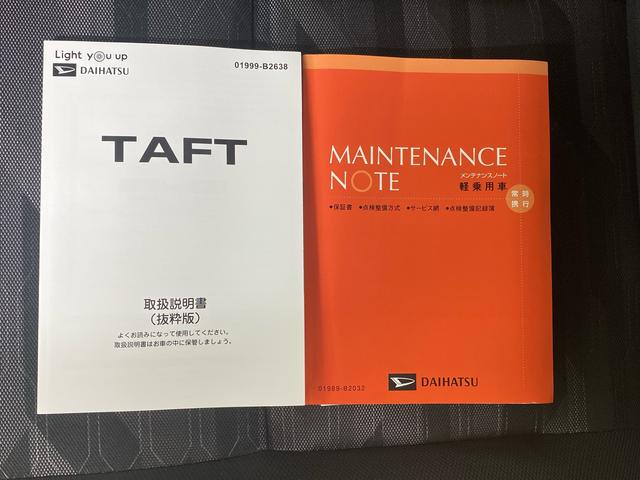 Light you up
DAIHATSU
01999-B2638
TAFT
取扱説明書
（抜粋版）
よくお読みになって使用してください。
取扱説明書はお車の中に保管しましょう。
MAINTENANCE
NOTE
メンテナンスノート
軽乗用車
常時
携行
◆保証書 ◆点検整備方式 ◆サービス網 ◆点検整備記録簿
01989-B2032
DAIHATSU